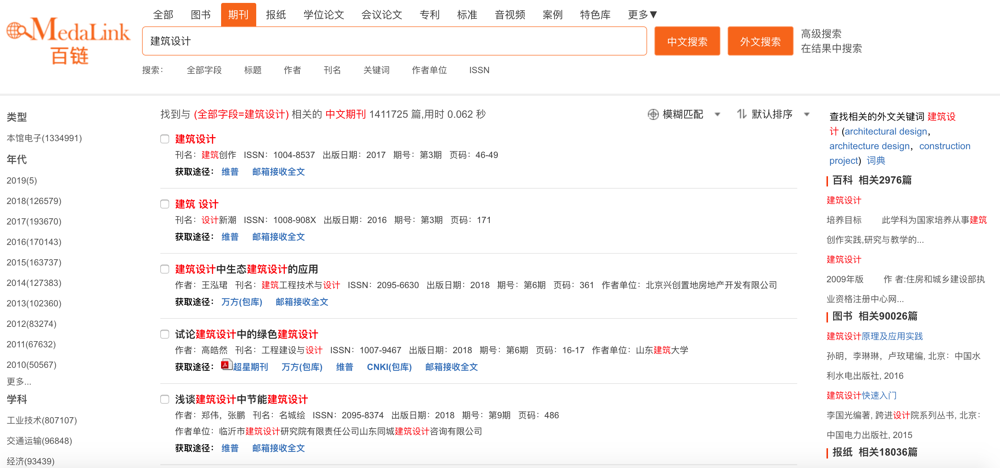 全部 图书 期刊 报纸 学位论文 会议论文 专利 标准 音视频 案例 特色库 更多▼
MedaLink
百链
建筑设计
中文搜索 外文搜索
高级搜索
在结果中搜索
搜索： 全部字段 标题 作者 刊名 关键词 作者单位 ISSN
类型
本馆电子(1334991)
年代
2019(5)
2018(126579)
2017(193670)
2016(170143)
2015(163737)
2014(127383)
2013(102360)
2012(83274)
2011(67632)
2010(50567)
更多...
学科
工业技术(807107)
交通运输(96848)
经济(93439)
找到与 (全部字段=建筑设计) 相关的 中文期刊 1411725 篇,用时 0.062 秒
模糊匹配 默认排序
建筑设计
刊名：建筑创作 ISSN：1004-8537 出版日期：2017 期号：第3期 页码：46-49
获取途径： 维普 邮箱接收全文
建筑 设计
刊名：设计新潮 ISSN：1008-908X 出版日期：2016 期号：第3期 页码：171
获取途径： 维普 邮箱接收全文
建筑设计中生态建筑设计的应用
作者：王泓珺 刊名：建筑工程技术与设计 ISSN：2095-6630 出版日期：2018 期号：第6期 页码：361 作者单位：北京兴创置地房地产开发有限公司
获取途径： 万方(包库) 邮箱接收全文
试论建筑设计中的绿色建筑设计
作者：高皓然 刊名：工程建设与设计 ISSN：1007-9467 出版日期：2018 期号：第6期 页码：16-17 作者单位：山东建筑大学
获取途径： 超星期刊 万方(包库) 维普 CNKI(包库) 邮箱接收全文
浅谈建筑设计中节能建筑设计
作者：郑伟，张鹏 刊名：名城绘 ISSN：2095-8374 出版日期：2018 期号：第9期 页码：486
作者单位：临沂市建筑设计研究院有限责任公司山东同城建筑设计咨询有限公司
获取途径： 维普 邮箱接收全文
查找相关的外文关键词 建筑设
计 (architectural design，
architecture design，construction
project) 词典
百科 相关2976篇
建筑设计
培养目标 此学科为国家培养从事建筑
创作实践,研究与教学的...
建筑设计
2009年版 作 者:住房和城乡建设部执
业资格注册中心网...
图书 相关90026篇
建筑设计原理及应用实践
孙明，李琳琳，卢玫珺编, 北京：中国水
利水电出版社, 2016
建筑设计快速入门
李国光编著, 跨进设计院系列丛书, 北京：
中国电力出版社, 2015
报纸 相关18036篇